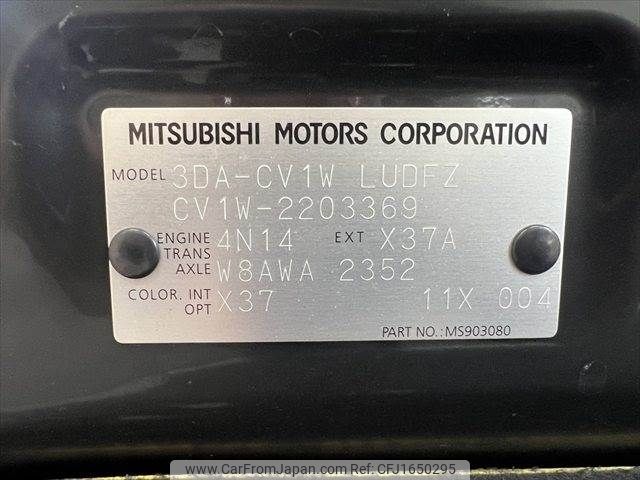 MITSUBISHI MOTORS CORPORATION
MODEL 3DA-CV1W LUDFZ
CV1W-2203369
ENGINE 4N14 EXT X37A
TRANS
AXLE W8AWA 2352
COLOR. INT X37 11X 004
OPT
PART NO.: MS903080
www.CarFromJapan.com|CFJ1650295